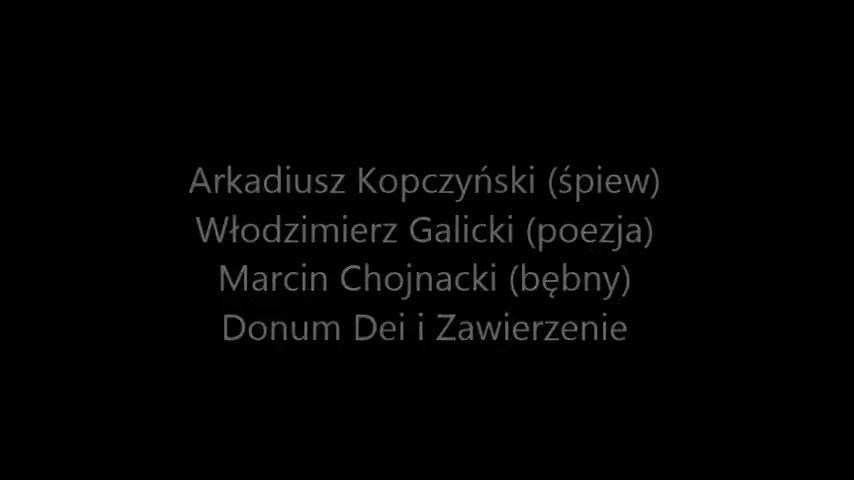 Arkadiusz Kopczyński (śpiew)
Włodzimierz Galicki (poezja)
Marcin Chojnacki (bębny)
Donum Dei i Zawierzenie